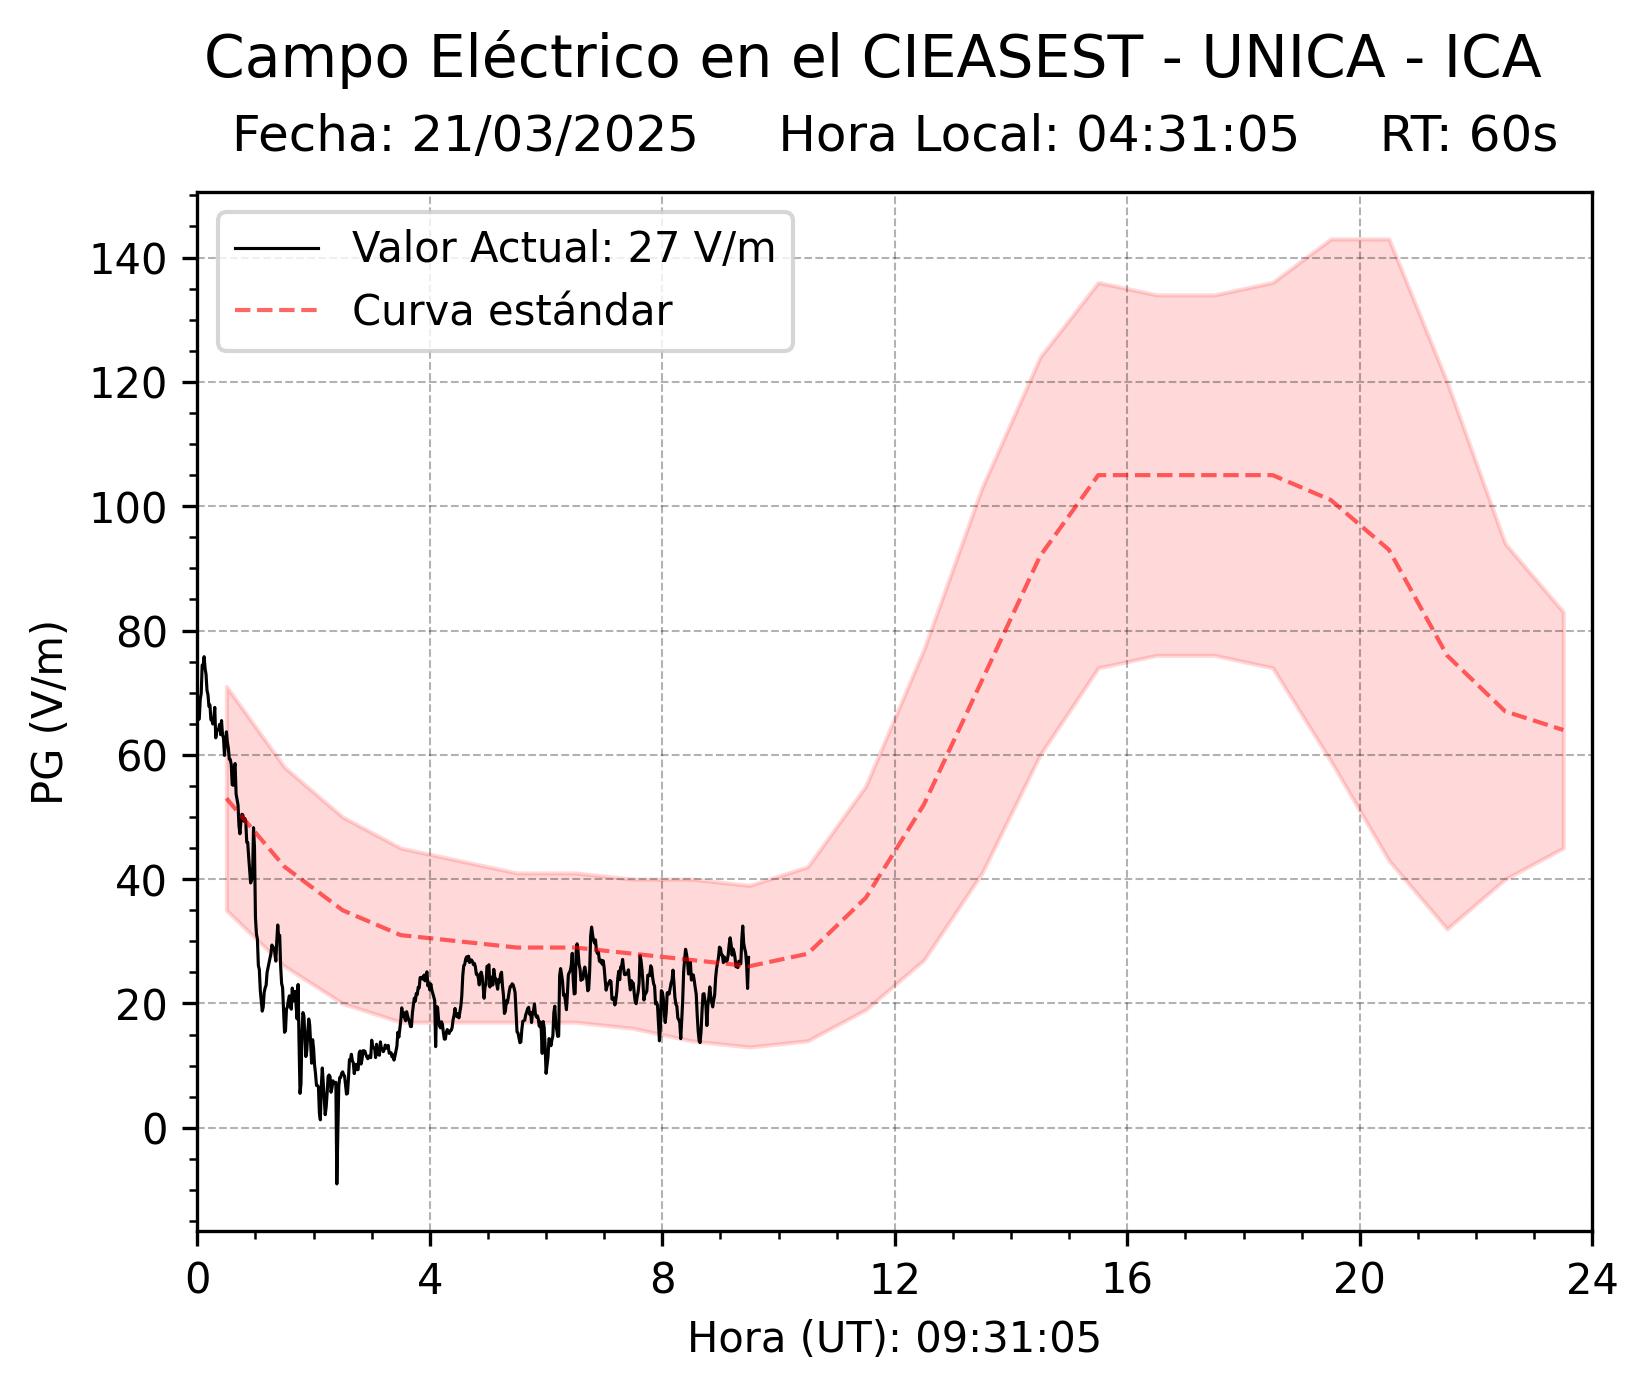 Campo Eléctrico en el CIEASEST - UNICA - ICA
Fecha: 21/03/2025 Hora Local: 04:31:05 RT: 60s
Valor Actual: 27 V/m
Curva estándar
PG (V/m)
140
120
100
80
60
40
20
0
0 4 8 12 16 20 24
Hora (UT): 09:31:05